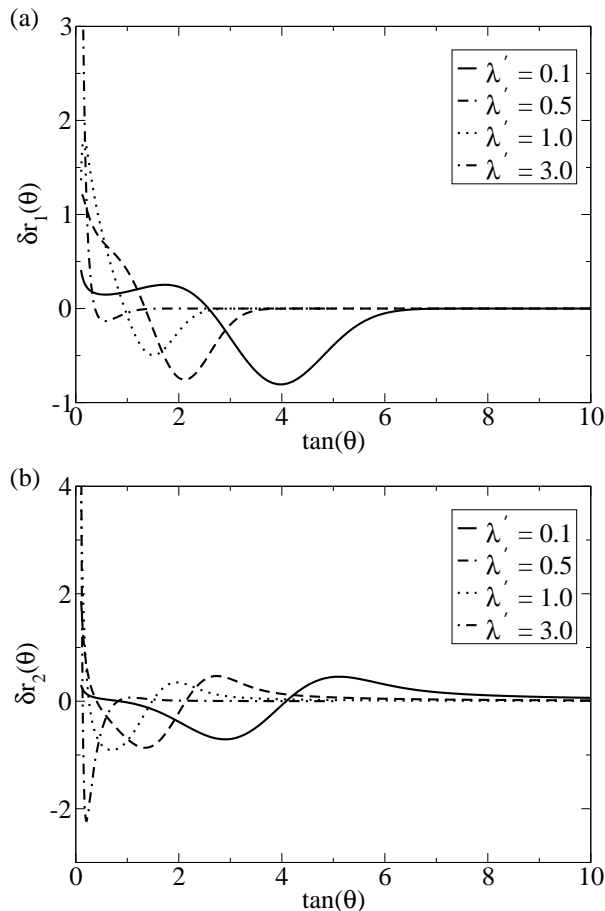 (a)
3
2
1
0
-1
δr₁(θ)
λ′ = 0.1
λ′ = 0.5
λ′ = 1.0
λ′ = 3.0
0 2 4 6 8 10
tan(θ)
(b)
4
2
0
-2
δr₂(θ)
λ′ = 0.1
λ′ = 0.5
λ′ = 1.0
λ′ = 3.0
0 2 4 6 8 10
tan(θ)